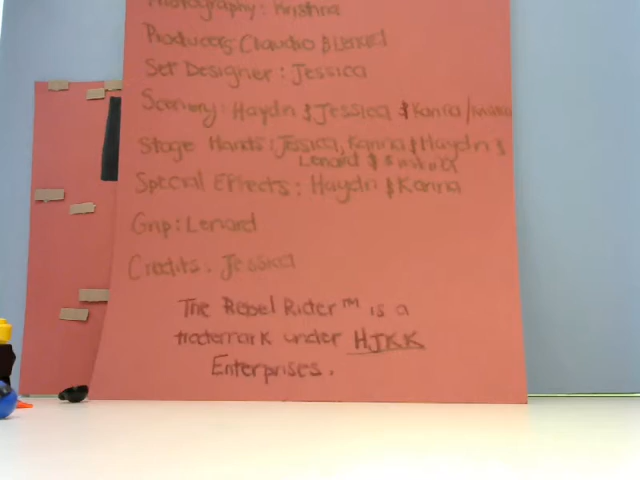 Photography: Krishna
Producers: Claudio &
Set Designer: Jessica
Scenery: Haydn & Jessica & Kanna/
Stage Hands: Jessica, Kanna & Haydn &
Lenard &
Special Effects: Haydn & Kanna
Grip: Lenard
Credits: Jessica
The Rebel Rider™ is a
trademark under HJKK
Enterprises.